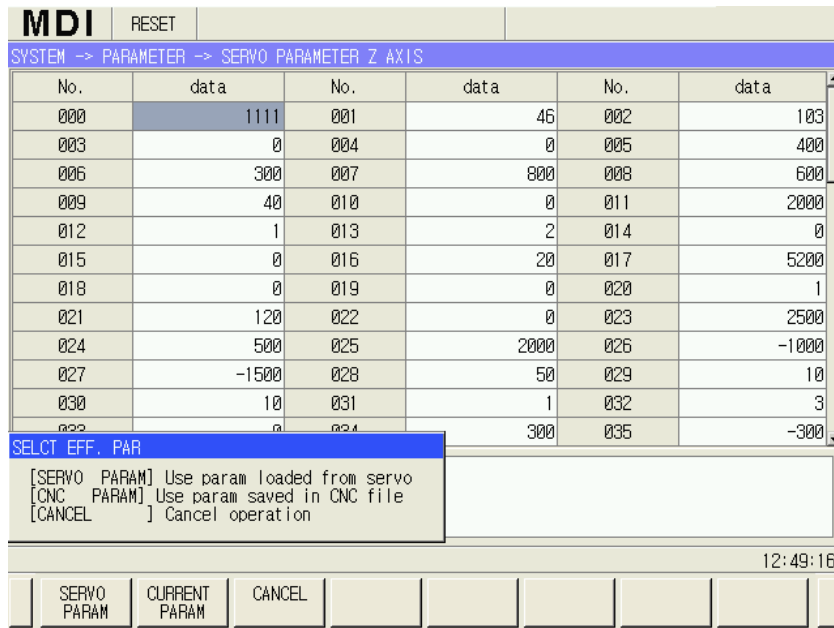 MDI RESET
SYSTEM -> PARAMETER -> SERVO PARAMETER Z AXIS
No. data No. data No. data
000 1111 001 46 002 103
003 0 004 0 005 400
006 300 007 800 008 600
009 40 010 0 011 2000
012 1 013 2 014 0
015 0 016 20 017 5200
018 0 019 0 020 1
021 120 022 0 023 2500
024 500 025 2000 026 -1000
027 -1500 028 50 029 10
030 10 031 1 032 3
033 0 034 300 035 -300
SELCT EFF. PAR
[SERVO PARAM] Use param loaded from servo
[CNC PARAM] Use param saved in CNC file
[CANCEL ] Cancel operation
12:49:16
SERVO PARAM CURRENT PARAM CANCEL